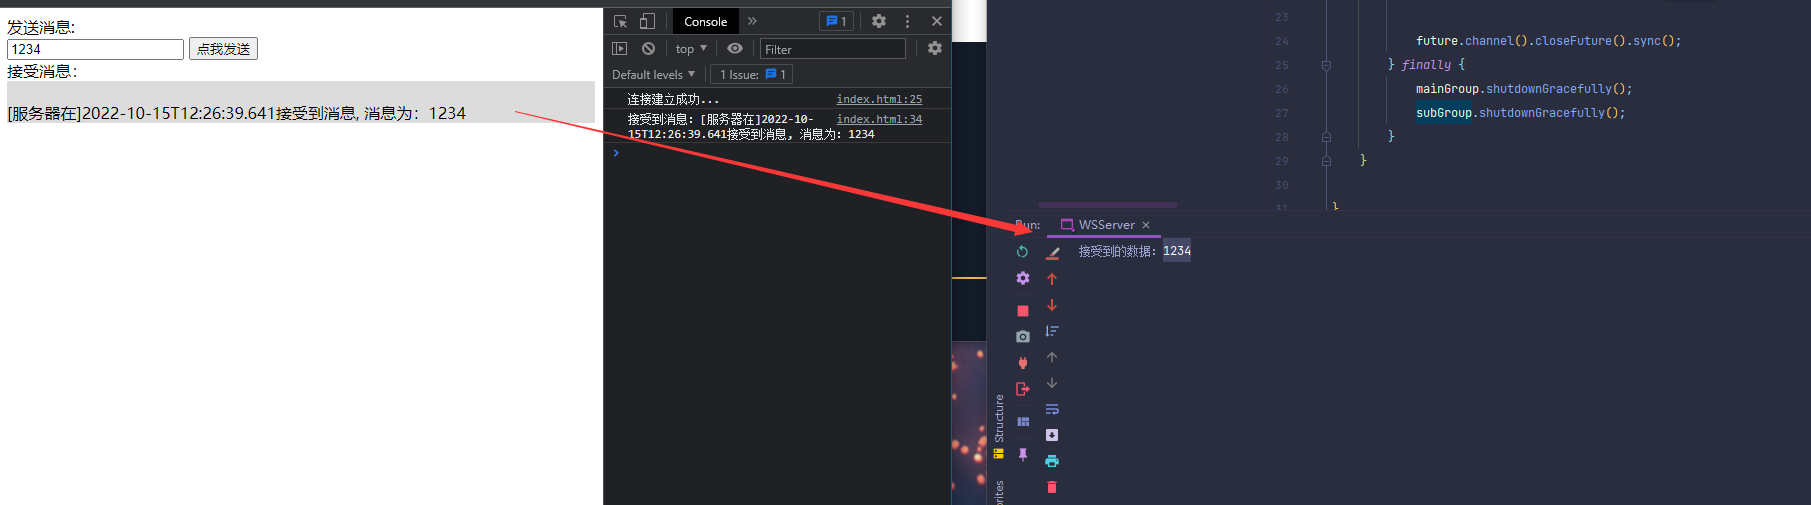 发送消息:
1234 点我发送
接受消息：
[服务器在]2022-10-15T12:26:39.641接受到消息, 消息为：1234
Console
1
top
Filter
Default levels
1 Issue: 1
连接建立成功... index.html:25
接受到消息：[服务器在]2022-10- index.html:34
15T12:26:39.641接受到消息, 消息为：1234
23
24 future.channel().closeFuture().sync();
25 } finally {
26 mainGroup.shutdownGracefully();
27 subGroup.shutdownGracefully();
28 }
29 }
30
31 }
Run: WSServer
接受到的数据：1234
Structure